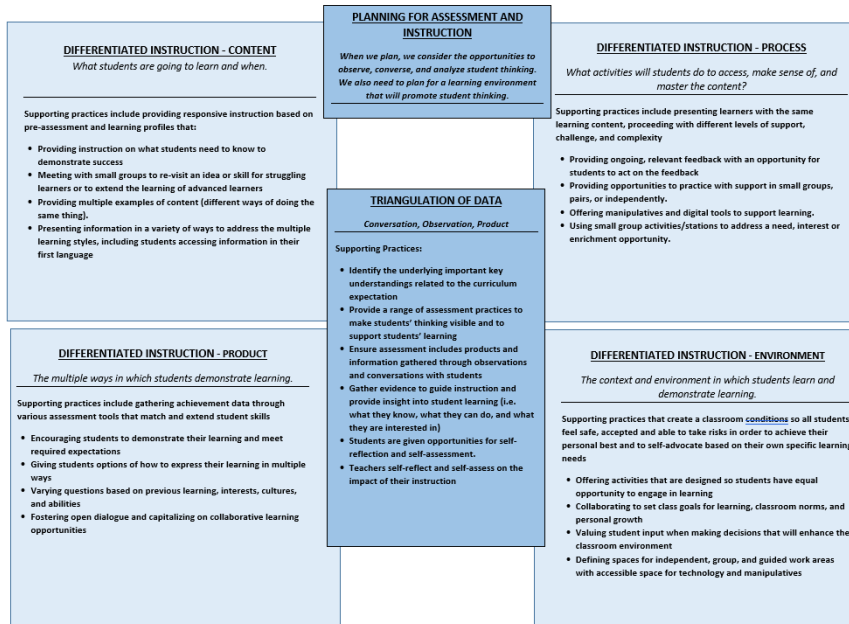 PLANNING FOR ASSESSMENT AND
INSTRUCTION
When we plan, we consider the opportunities to
observe, converse, and analyze student thinking.
We also need to plan for a learning environment
that will promote student thinking.
DIFFERENTIATED INSTRUCTION - CONTENT
What students are going to learn and when.
Supporting practices include providing responsive instruction based on
pre-assessment and learning profiles that:
• Providing instruction on what students need to know to
demonstrate success
• Meeting with small groups to re-visit an idea or skill for struggling
learners or to extend the learning of advanced learners
• Providing multiple examples of content (different ways of doing the
same thing).
• Presenting information in a variety of ways to address the multiple
learning styles, including students accessing information in their
first language
DIFFERENTIATED INSTRUCTION - PROCESS
What activities will students do to access, make sense of, and
master the content?
Supporting practices include presenting learners with the same
learning content, proceeding with different levels of support,
challenge, and complexity
• Providing ongoing, relevant feedback with an opportunity for
students to act on the feedback
• Providing opportunities to practice with support in small groups,
pairs, or independently.
• Offering manipulatives and digital tools to support learning.
• Using small group activities/stations to address a need, interest or
enrichment opportunity.
TRIANGULATION OF DATA
Conversation, Observation, Product
Supporting Practices:
• Identify the underlying important key
understandings related to the curriculum
expectation
• Provide a range of assessment practices to
make students' thinking visible and to
support students' learning
• Ensure assessment includes products and
information gathered through observations
and conversations with students
• Gather evidence to guide instruction and
provide insight into student learning (i.e.
what they know, what they can do, and what
they are interested in)
• Students are given opportunities for self-
reflection and self-assessment.
• Teachers self-reflect and self-assess on the
impact of their instruction
DIFFERENTIATED INSTRUCTION - PRODUCT
The multiple ways in which students demonstrate learning.
Supporting practices include gathering achievement data through
various assessment tools that match and extend student skills
• Encouraging students to demonstrate their learning and meet
required expectations
• Giving students options of how to express their learning in multiple
ways
• Varying questions based on previous learning, interests, cultures,
and abilities
• Fostering open dialogue and capitalizing on collaborative learning
opportunities
DIFFERENTIATED INSTRUCTION - ENVIRONMENT
The context and environment in which students learn and
demonstrate learning.
Supporting practices that create a classroom conditions so all students
feel safe, accepted and able to take risks in order to achieve their
personal best and to self-advocate based on their own specific learning
needs
• Offering activities that are designed so students have equal
opportunity to engage in learning
• Collaborating to set class goals for learning, classroom norms, and
personal growth
• Valuing student input when making decisions that will enhance the
classroom environment
• Defining spaces for independent, group, and guided work areas
with accessible space for technology and manipulatives